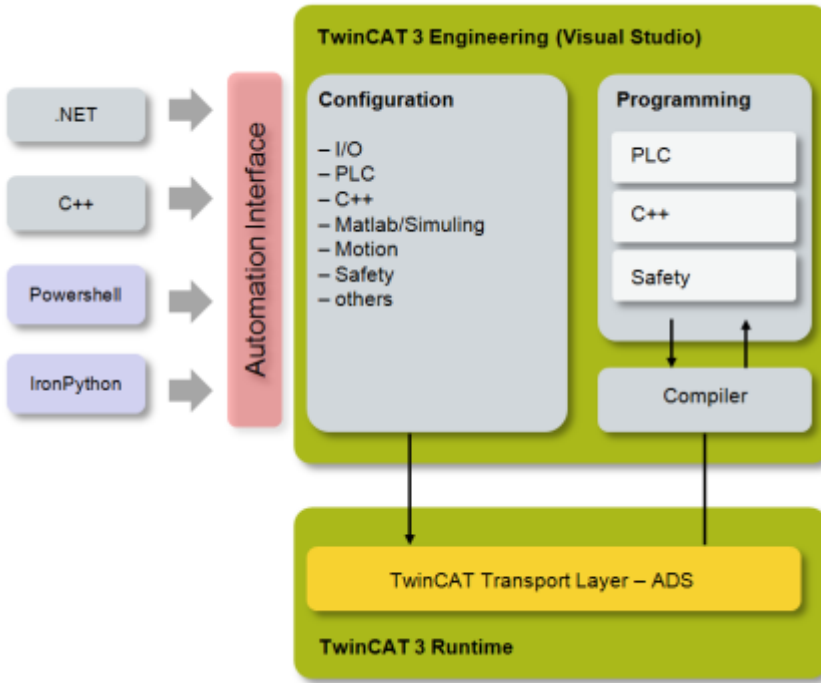 TwinCAT 3 Engineering (Visual Studio)
.NET
C++
Powershell
IronPython
Automation Interface
Configuration
– I/O
– PLC
– C++
– Matlab/Simuling
– Motion
– Safety
– others
Programming
PLC
C++
Safety
Compiler
TwinCAT Transport Layer – ADS
TwinCAT 3 Runtime